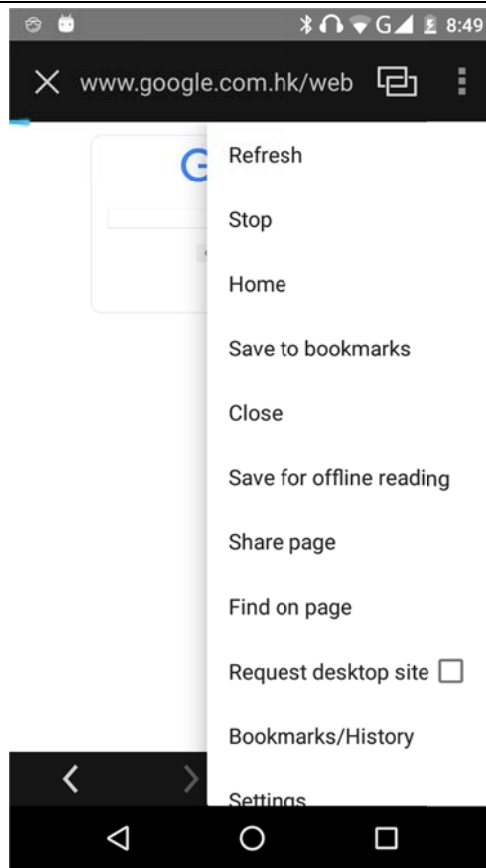 G 8:49
www.google.com.hk/web
G
Refresh
Stop
Home
Save to bookmarks
Close
Save for offline reading
Share page
Find on page
Request desktop site
Bookmarks/History
Settings